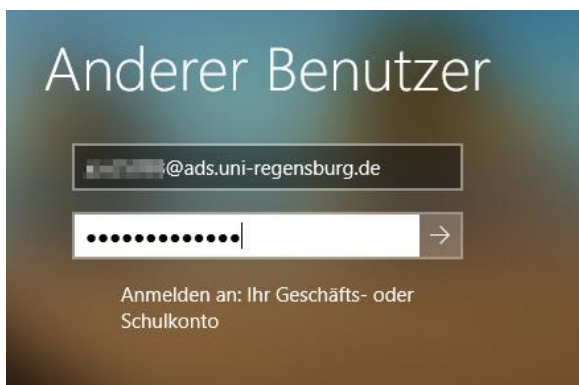 Anderer Benutzer
@ads.uni-regensburg.de
Anmelden an: Ihr Geschäfts- oder
Schulkonto